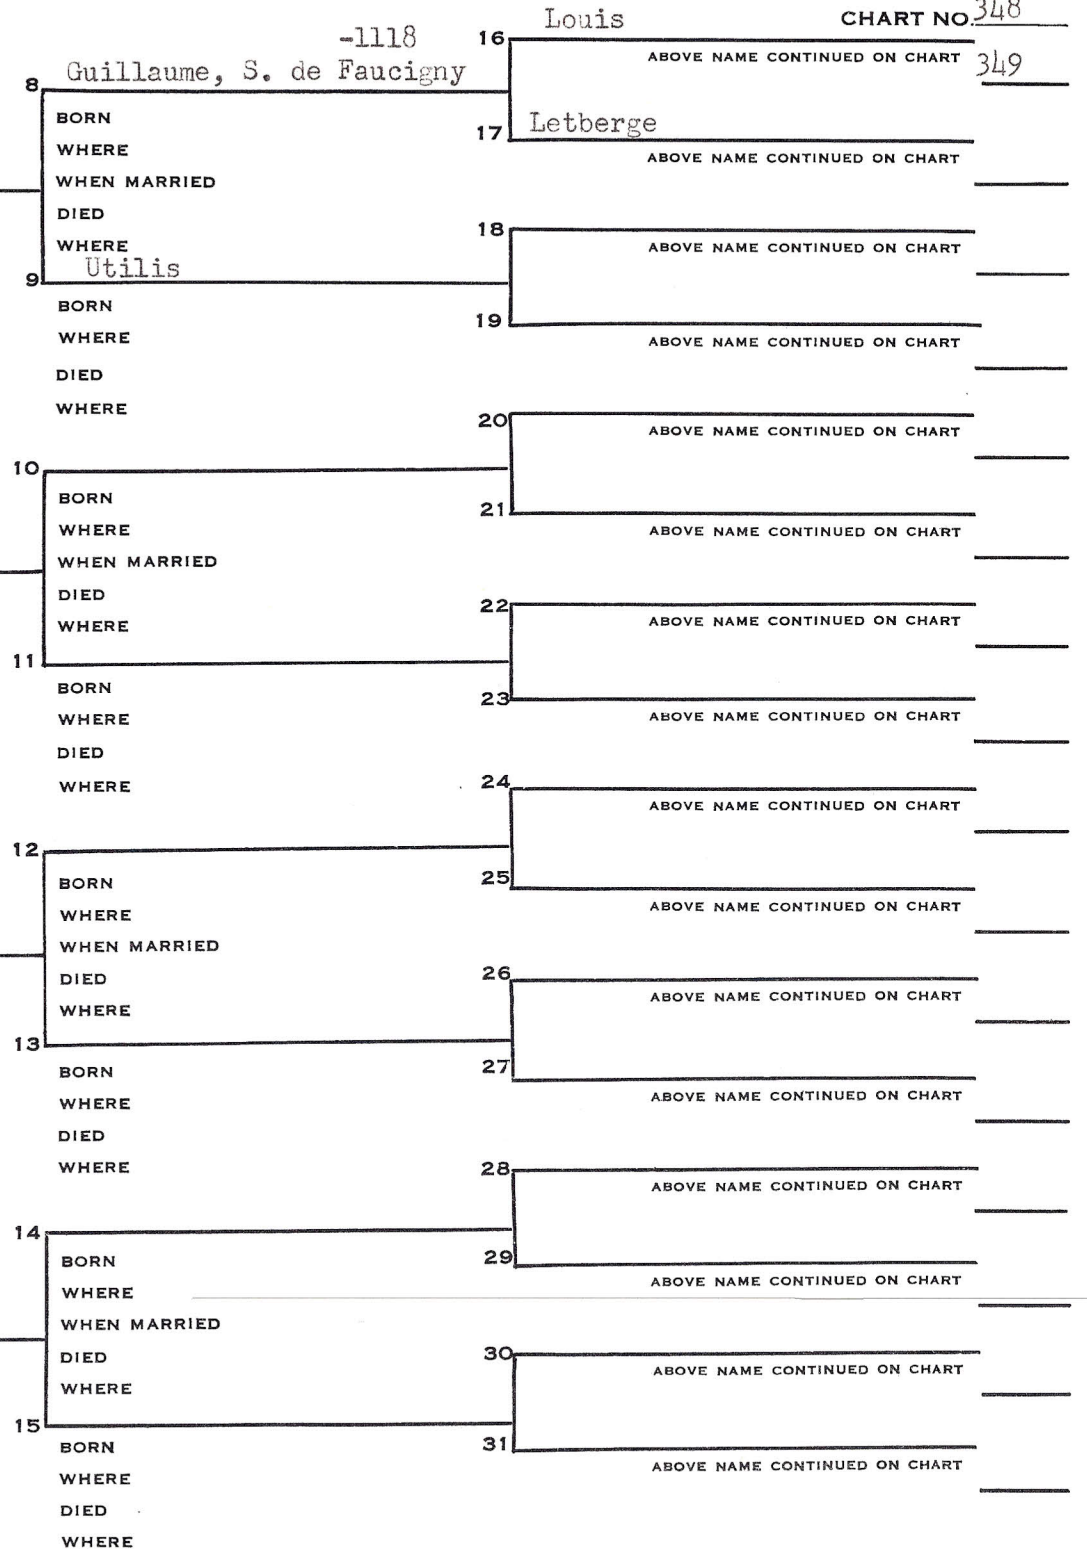 Louis
CHART NO. 348
-1118
16
ABOVE NAME CONTINUED ON CHART 349
8 Guillaume, S. de Faucigny
BORN
17 Letberge
WHERE
ABOVE NAME CONTINUED ON CHART
WHEN MARRIED
DIED
18
WHERE
ABOVE NAME CONTINUED ON CHART
9 Utilis
BORN
19
WHERE
ABOVE NAME CONTINUED ON CHART
DIED
WHERE
20
ABOVE NAME CONTINUED ON CHART
10
BORN
21
WHERE
ABOVE NAME CONTINUED ON CHART
WHEN MARRIED
DIED
22
WHERE
ABOVE NAME CONTINUED ON CHART
11
BORN
23
WHERE
ABOVE NAME CONTINUED ON CHART
DIED
WHERE
24
ABOVE NAME CONTINUED ON CHART
12
BORN
25
WHERE
ABOVE NAME CONTINUED ON CHART
WHEN MARRIED
DIED
26
WHERE
ABOVE NAME CONTINUED ON CHART
13
BORN
27
WHERE
ABOVE NAME CONTINUED ON CHART
DIED
WHERE
28
ABOVE NAME CONTINUED ON CHART
14
BORN
29
WHERE
ABOVE NAME CONTINUED ON CHART
WHEN MARRIED
DIED
30
WHERE
ABOVE NAME CONTINUED ON CHART
15
BORN
31
WHERE
ABOVE NAME CONTINUED ON CHART
DIED
WHERE